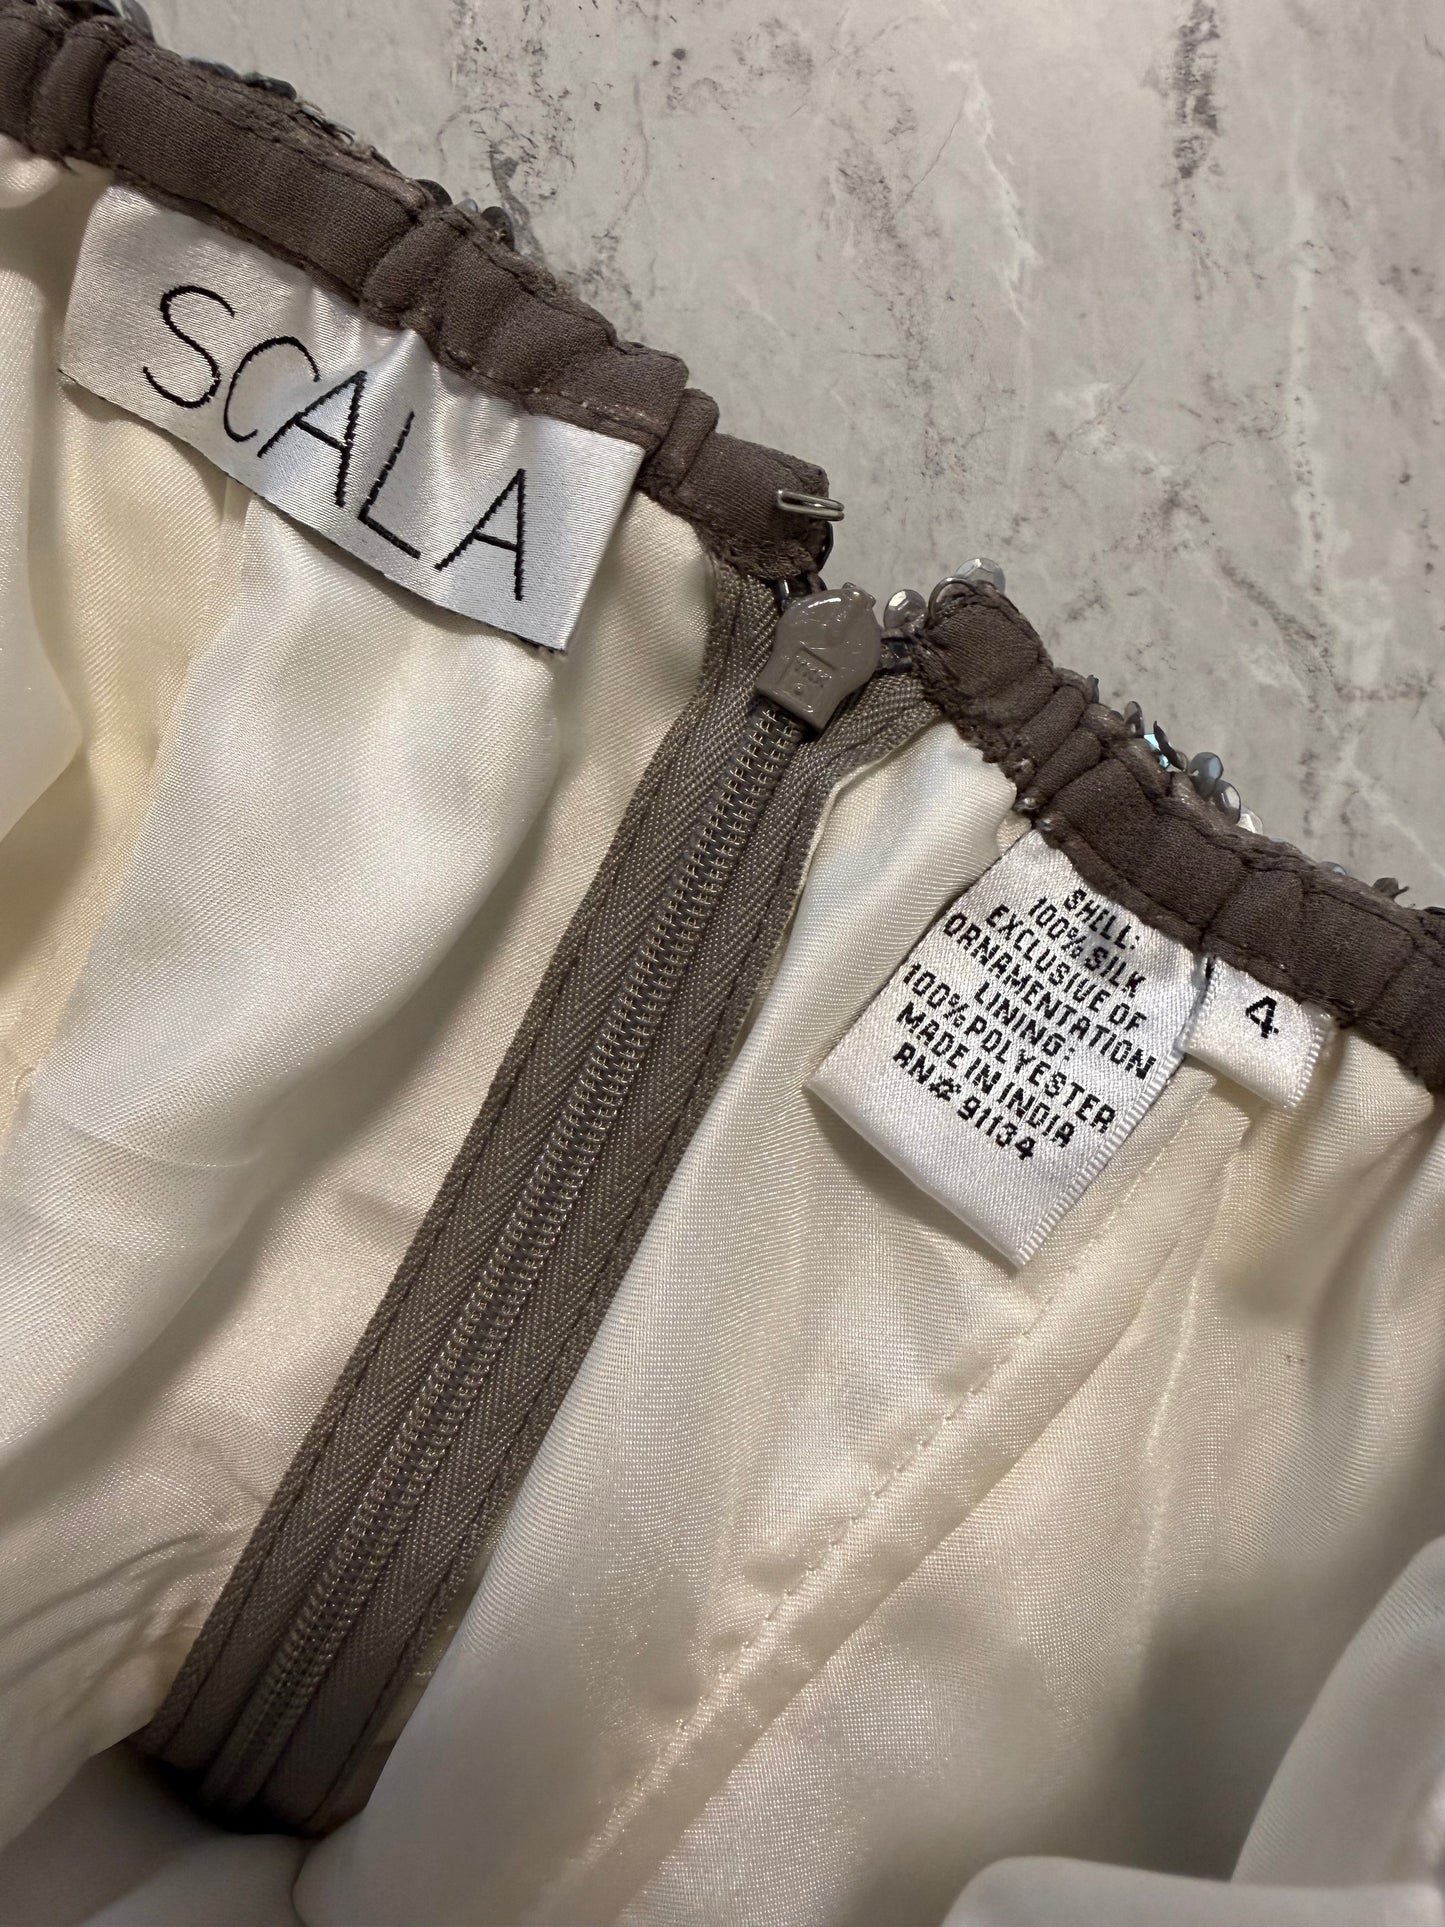 SCALA
SHELL:
100% SILK
EXCLUSIVE OF
ORNAMENTATION
LINING:
100% POLYESTER
MADE IN INDIA
RN# 91134
4